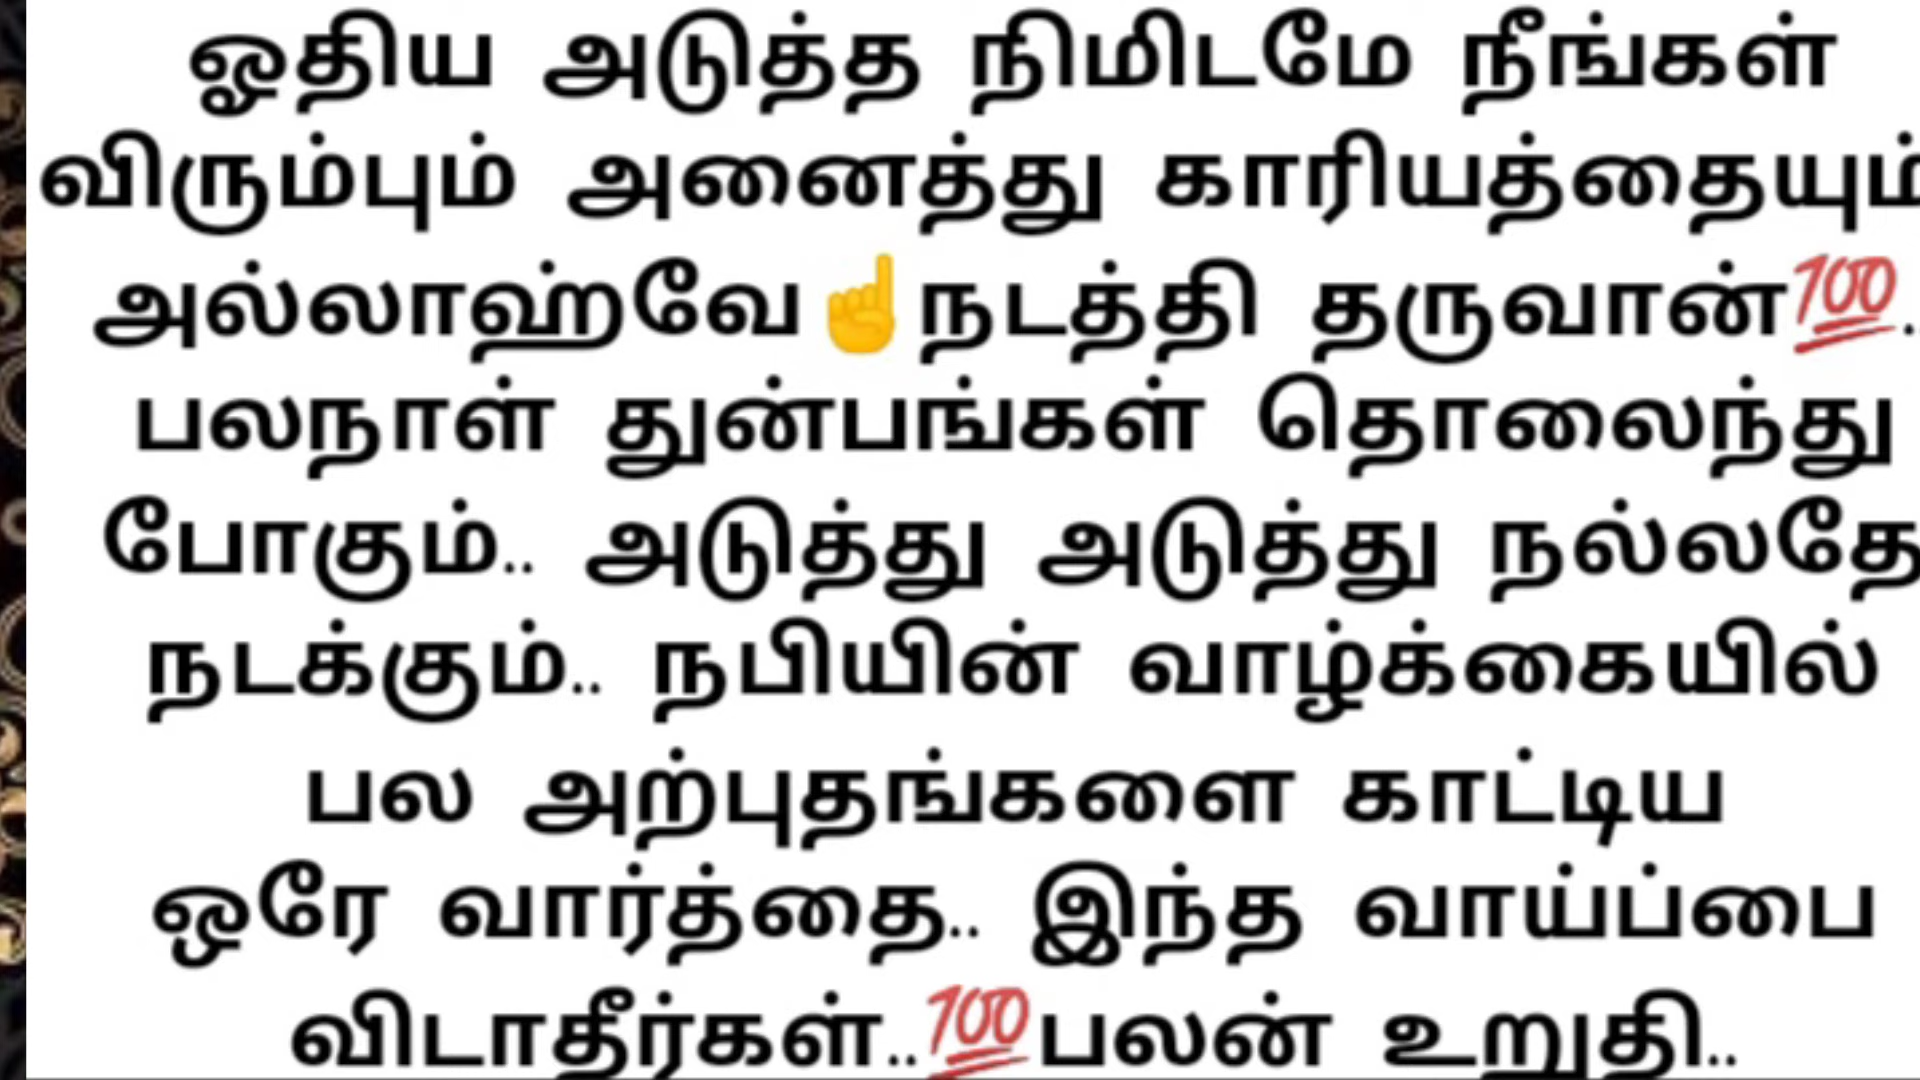 ஓதிய அடுத்த நிமிடமே நீங்கள்
விரும்பும் அனைத்து காரியத்தையும்
அல்லாஹ்வே☝நடத்தி தருவான்💯..
பலநாள் துன்பங்கள் தொலைந்து
போகும்.. அடுத்து அடுத்து நல்லதே
நடக்கும்.. நபியின் வாழ்க்கையில்
பல அற்புதங்களை காட்டிய
ஒரே வார்த்தை.. இந்த வாய்ப்பை
விடாதீர்கள்..💯பலன் உறுதி..